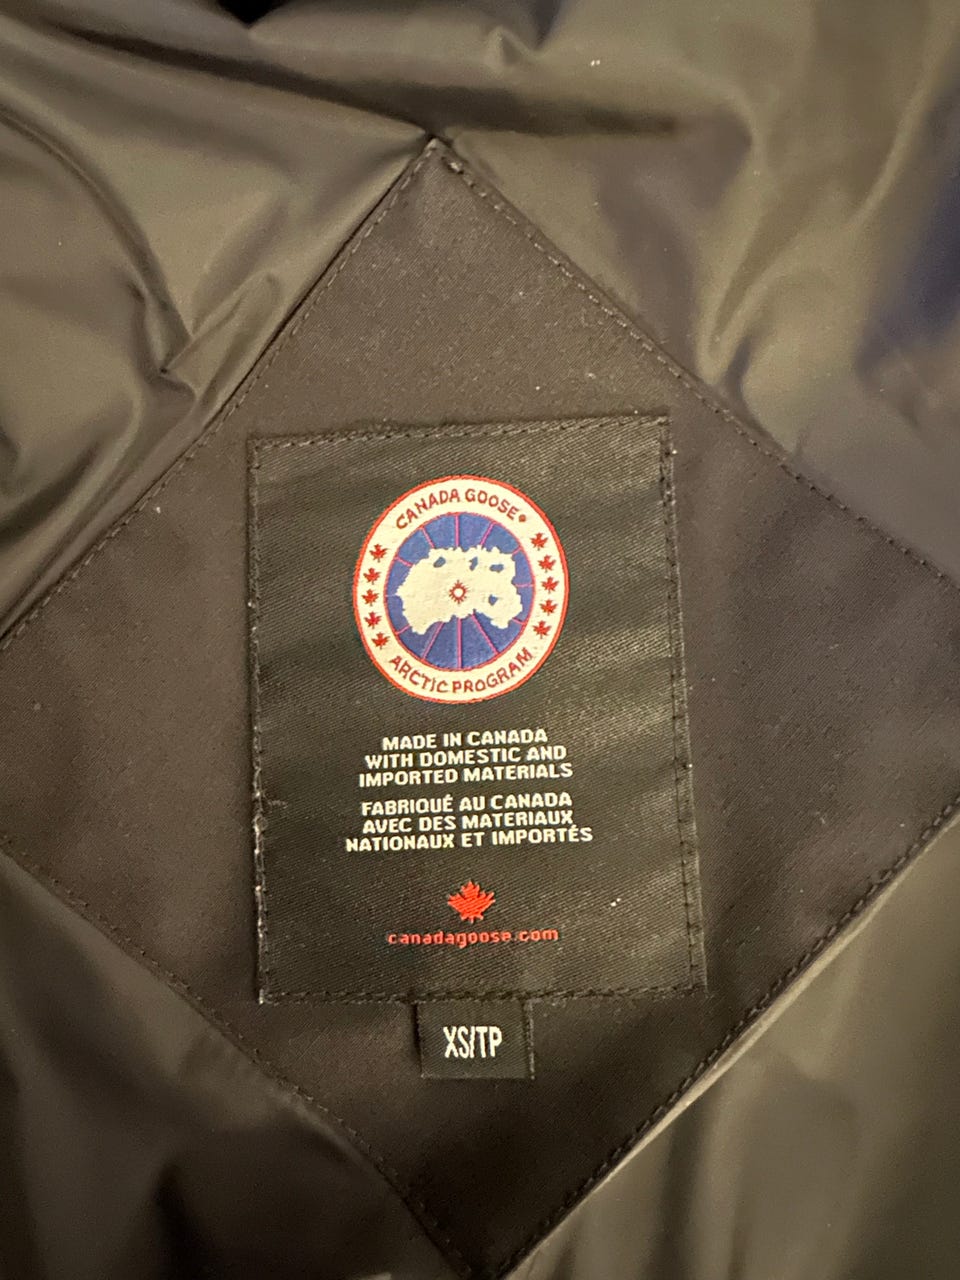 CANADA GOOSE
ARCTIC PROGRAM
MADE IN CANADA
WITH DOMESTIC AND
IMPORTED MATERIALS
FABRIQUÉ AU CANADA
AVEC DES MATERIAUX
NATIONAUX ET IMPORTÉS
canadagoose.com
XS/TP